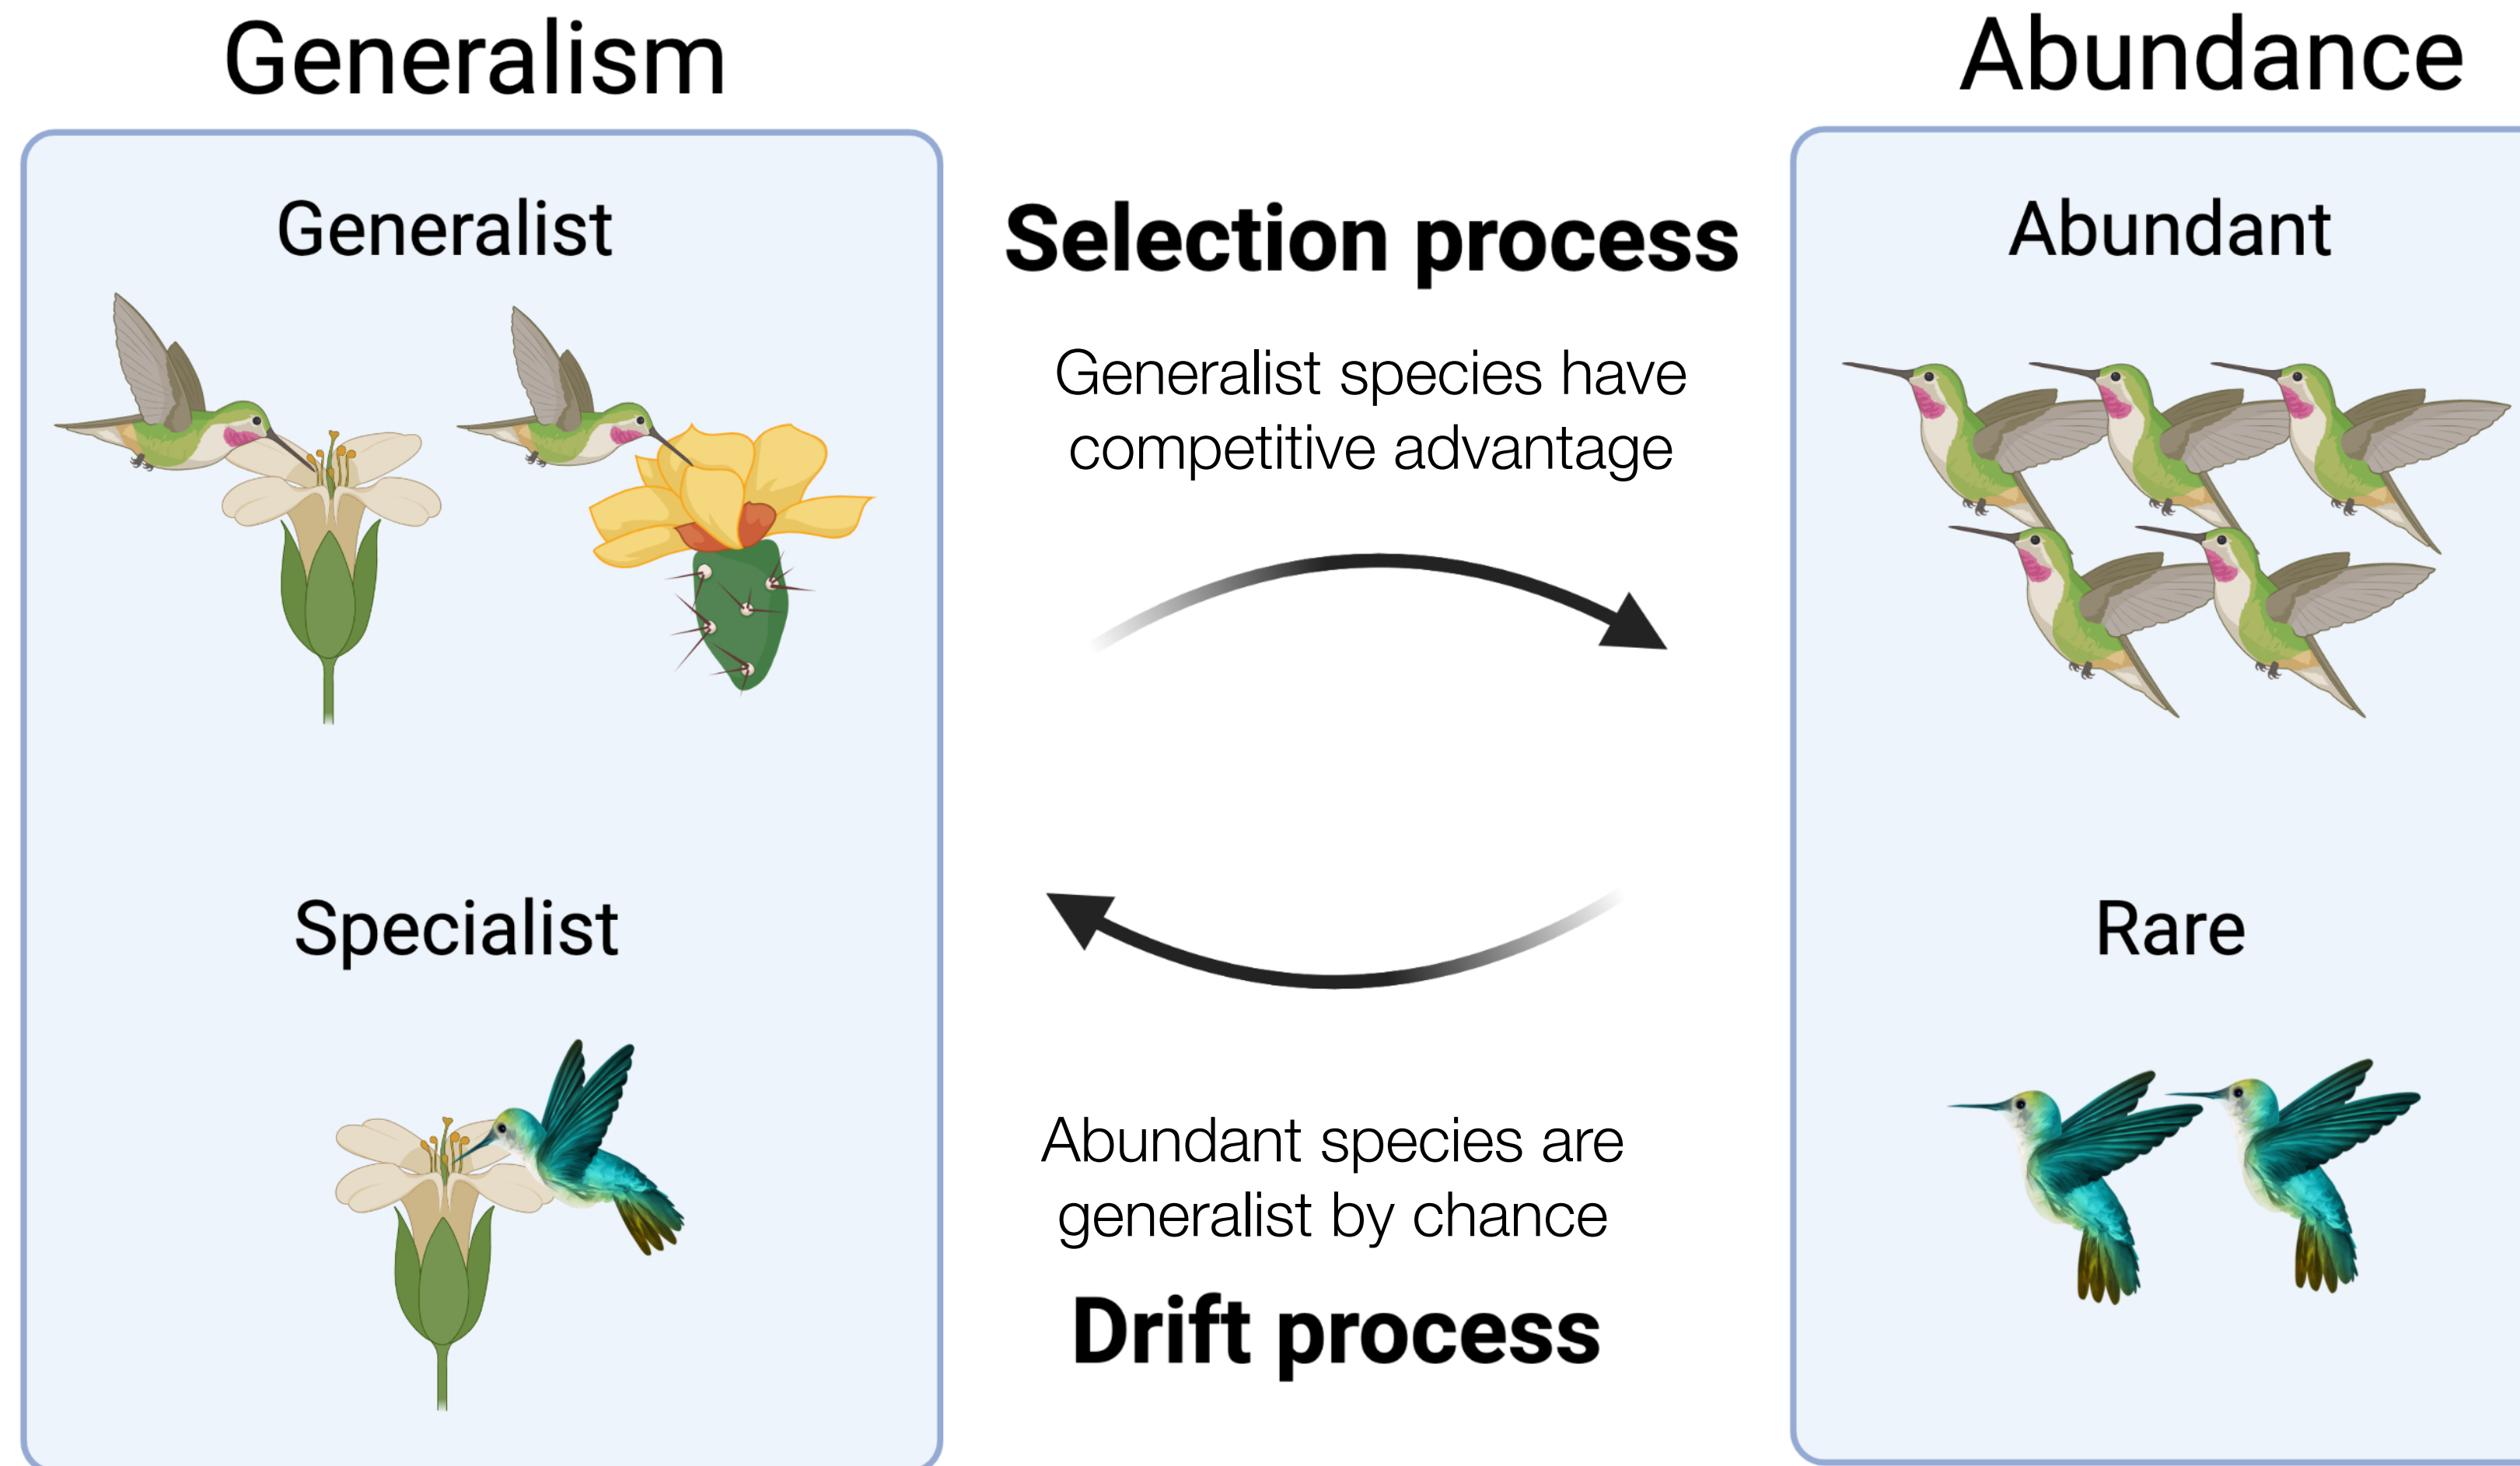 Generalism
Abundance
Generalist
Selection process
Abundant
Generalist species have
competitive advantage
Specialist
Rare
Abundant species are
generalist by chance
Drift process